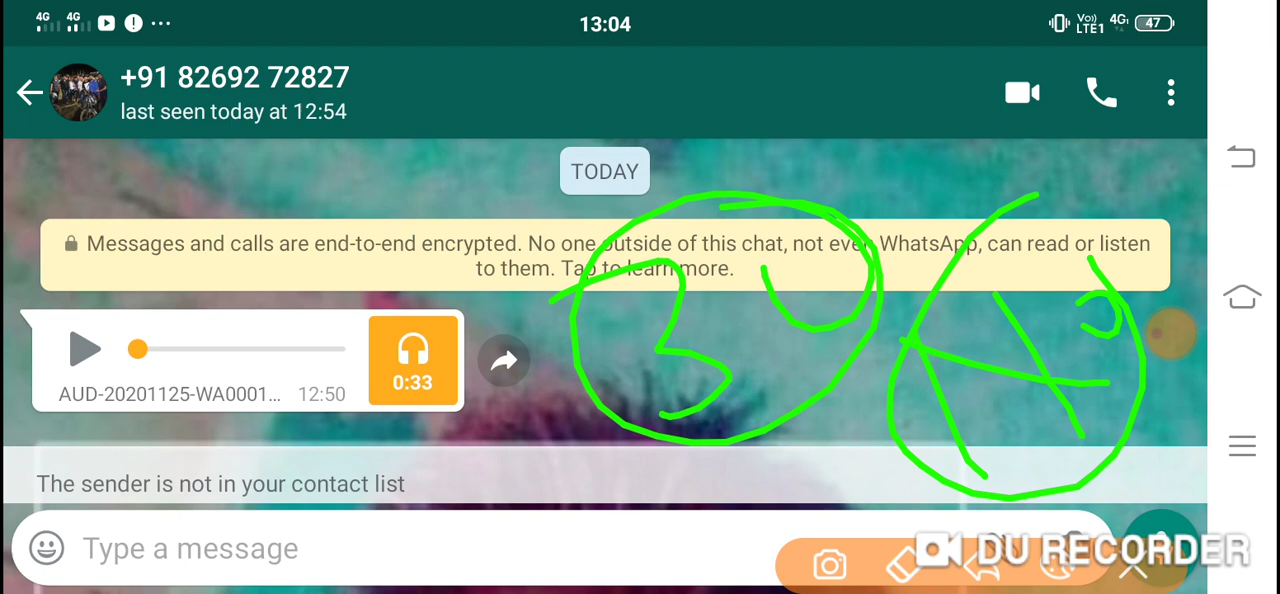 4G 4G 13:04 Vo)) LTE1 4G 47
+91 82692 72827
last seen today at 12:54
TODAY
Messages and calls are end-to-end encrypted. No one outside of this chat, not even WhatsApp, can read or listen
to them. Tap to learn more.
0:33
AUD-20201125-WA0001... 12:50
The sender is not in your contact list
Type a message
DU RECORDER